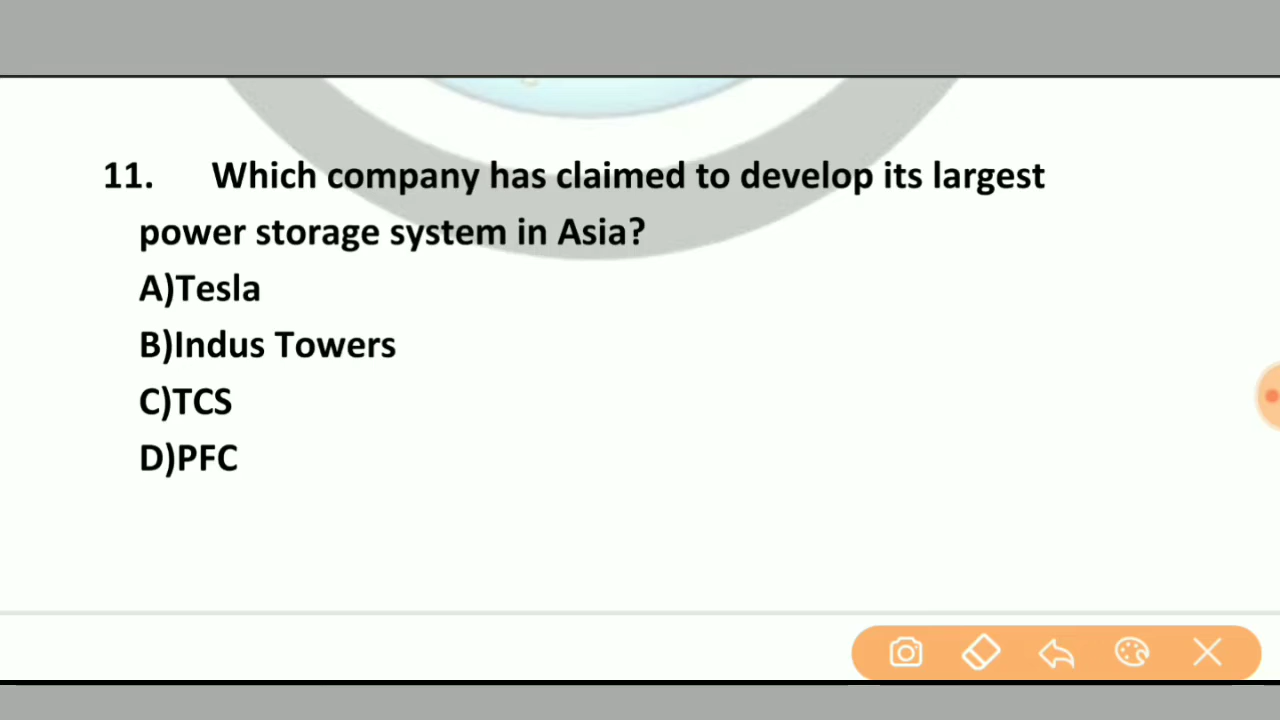 11. Which company has claimed to develop its largest
power storage system in Asia?
A)Tesla
B)Indus Towers
C)TCS
D)PFC